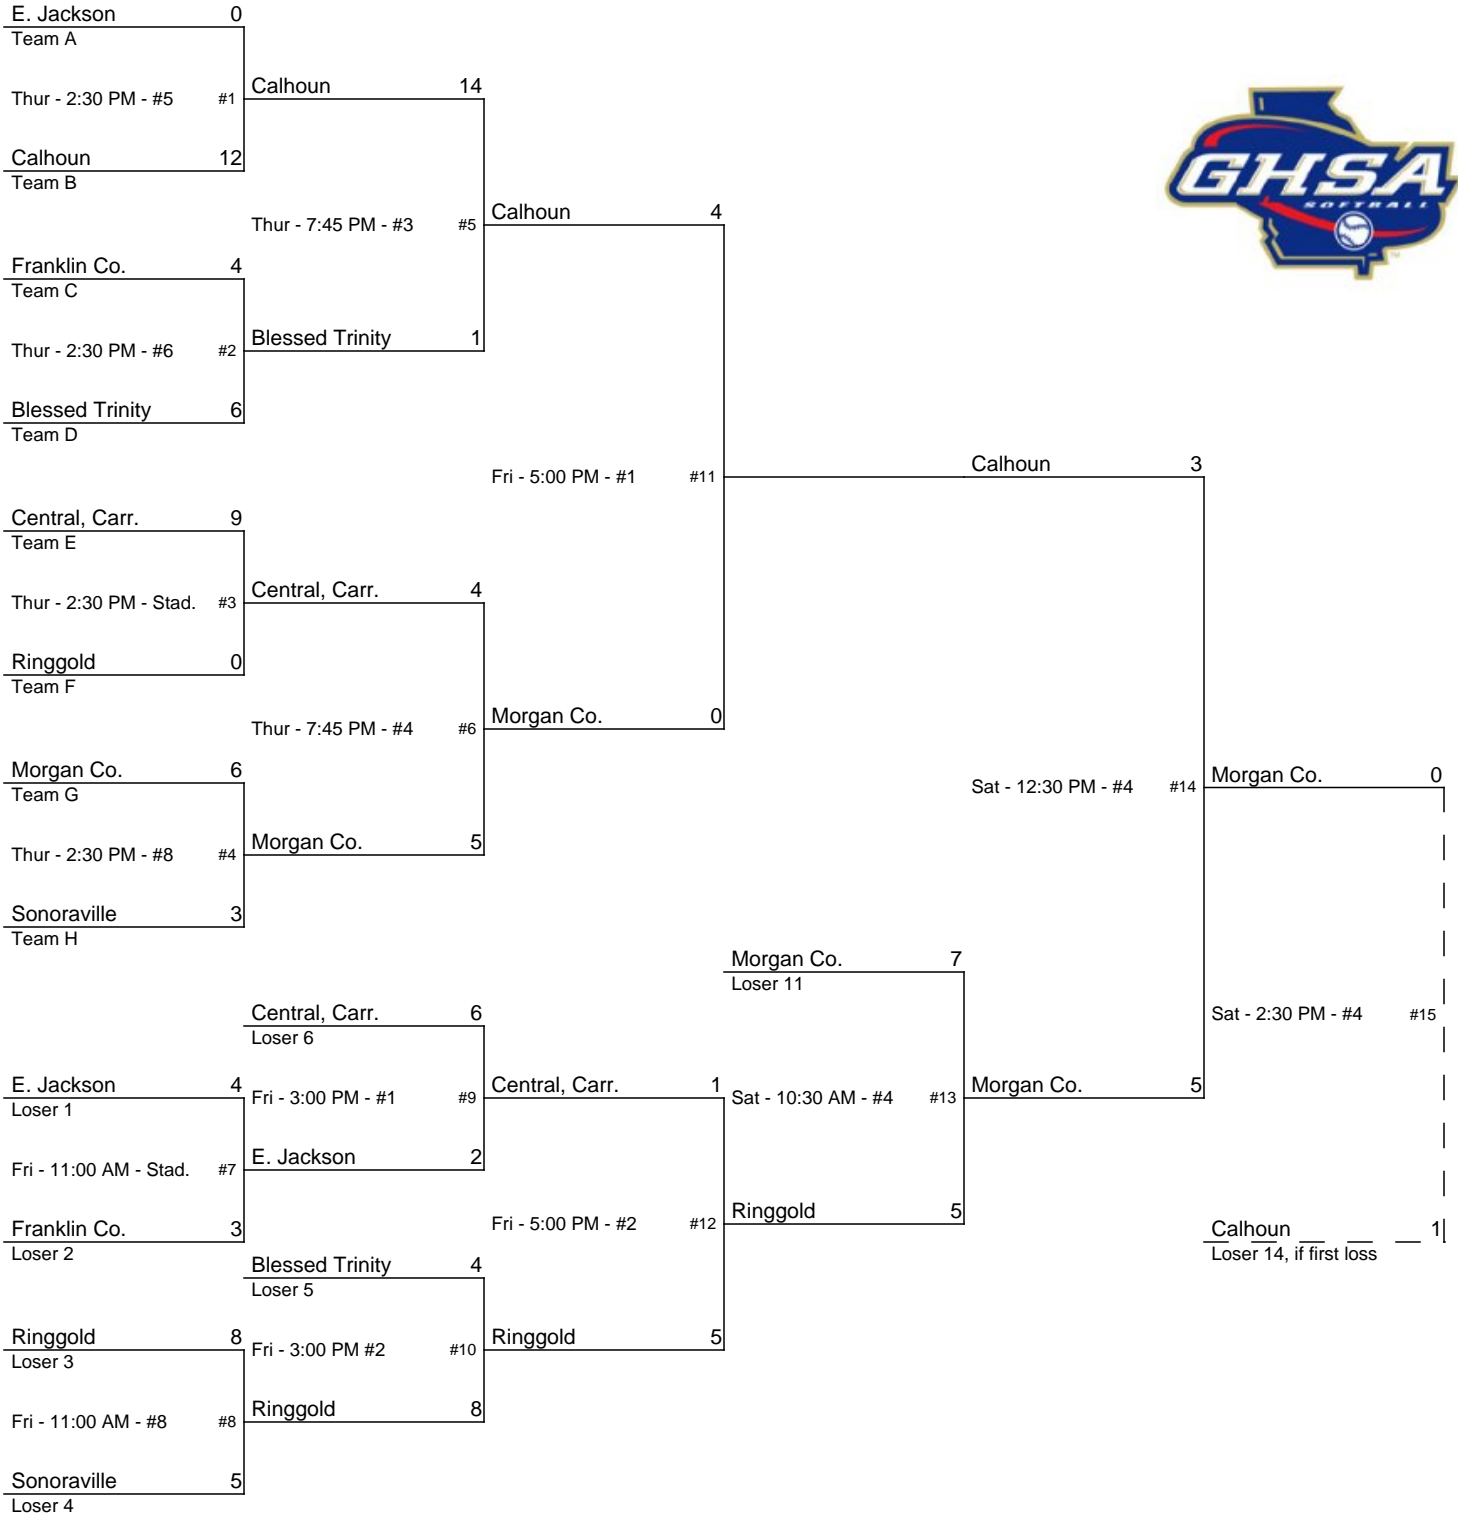 E. Jackson 0
Team A
Thur - 2:30 PM - #5 #1
Calhoun 14
Calhoun 12
Team B
Thur - 7:45 PM - #3 #5
Calhoun 4
Franklin Co. 4
Team C
Thur - 2:30 PM - #6 #2
Blessed Trinity 1
Blessed Trinity 6
Team D
GHSA
SOFTBALL
TM
Fri - 5:00 PM - #1 #11
Calhoun 3
Central, Carr. 9
Team E
Thur - 2:30 PM - Stad. #3
Central, Carr. 4
Ringgold 0
Team F
Thur - 7:45 PM - #4 #6
Morgan Co. 0
Morgan Co. 6
Team G
Thur - 2:30 PM - #8 #4
Morgan Co. 5
Sonoraville 3
Team H
Sat - 12:30 PM - #4 #14
Morgan Co. 0
Morgan Co. 7
Loser 11
Central, Carr. 6
Loser 6
Sat - 2:30 PM - #4 #15
E. Jackson 4
Loser 1
Fri - 3:00 PM - #1 #9
Central, Carr. 1
Sat - 10:30 AM - #4 #13
Morgan Co. 5
Fri - 11:00 AM - Stad. #7
E. Jackson 2
Franklin Co. 3
Loser 2
Fri - 5:00 PM - #2 #12
Ringgold 5
Calhoun 1
Loser 14, if first loss
Blessed Trinity 4
Loser 5
Ringgold 8
Loser 3
Fri - 3:00 PM #2 #10
Ringgold 5
Fri - 11:00 AM - #8 #8
Ringgold 8
Sonoraville 5
Loser 4